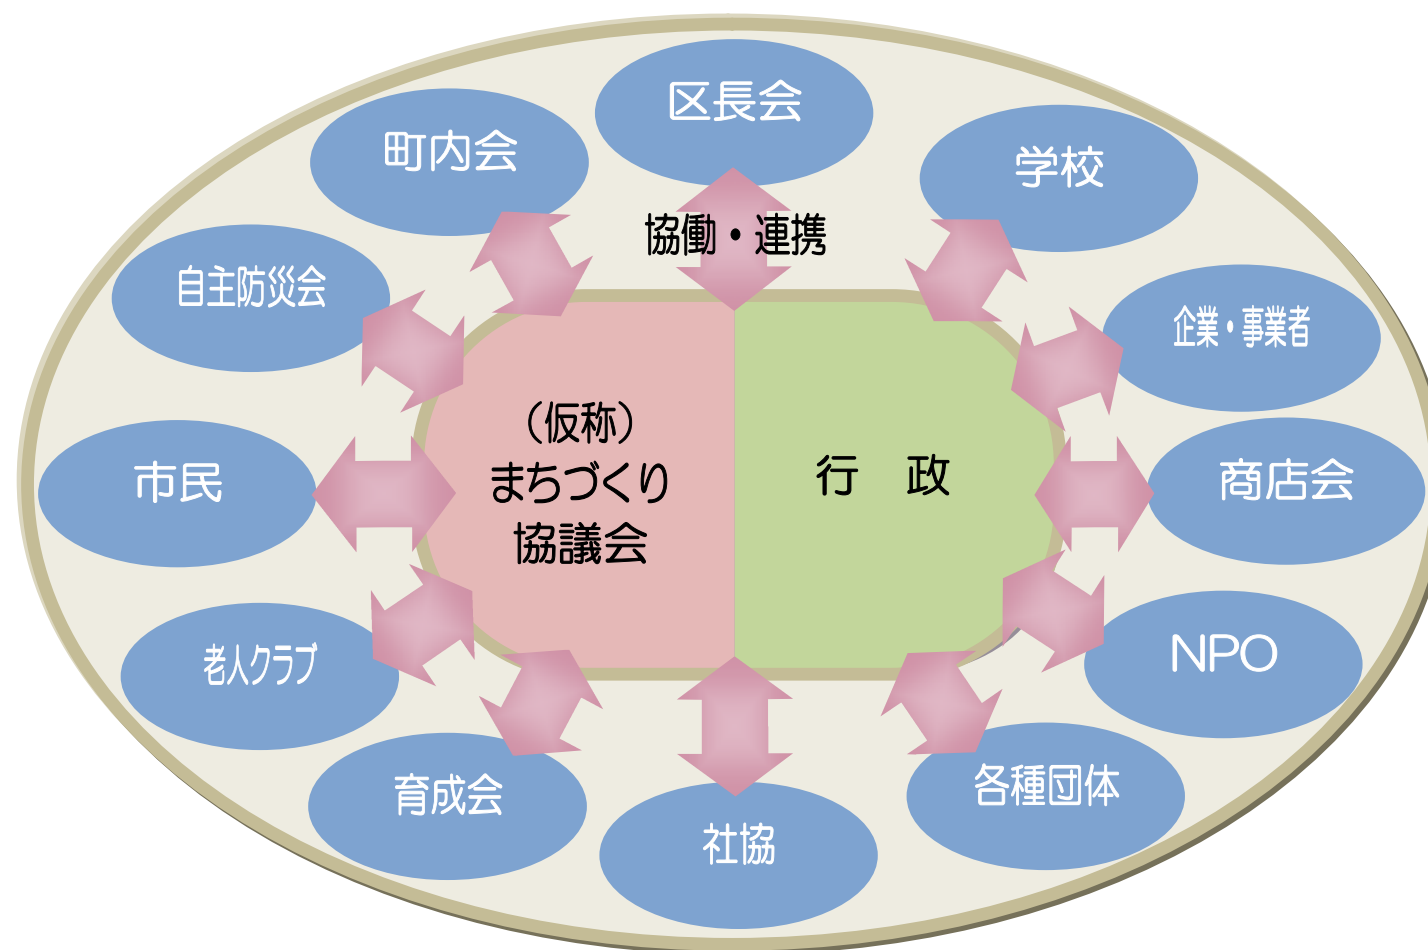 区長会
町内会
学校
協働・連携
自主防災会
企業・事業者
（仮称）
まちづくり
協議会
行　政
市民
商店会
老人クラブ
NPO
育成会
各種団体
社協